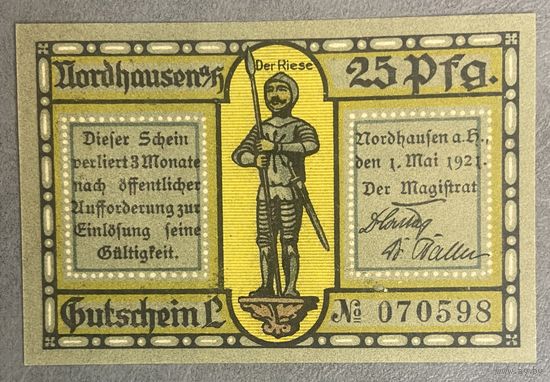 Nordhausen a/H
Der Riese
25 Pfg.
Dieser Schein
verliert 3 Monate
nach öffentlicher
Aufforderung zur
Einlösung seine
Gültigkeit.
Nordhausen a.H.,
den 1. Mai 1921.
Der Magistrat
Gutschein L
№ 070598